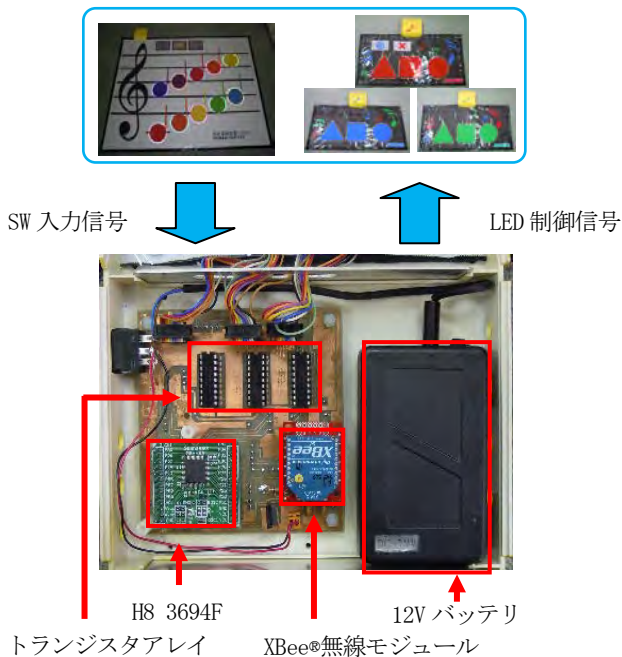 SW 入力信号
LED 制御信号
XBee
H8 3694F
12V バッテリ
トランジスタアレイ
XBee®無線モジュール